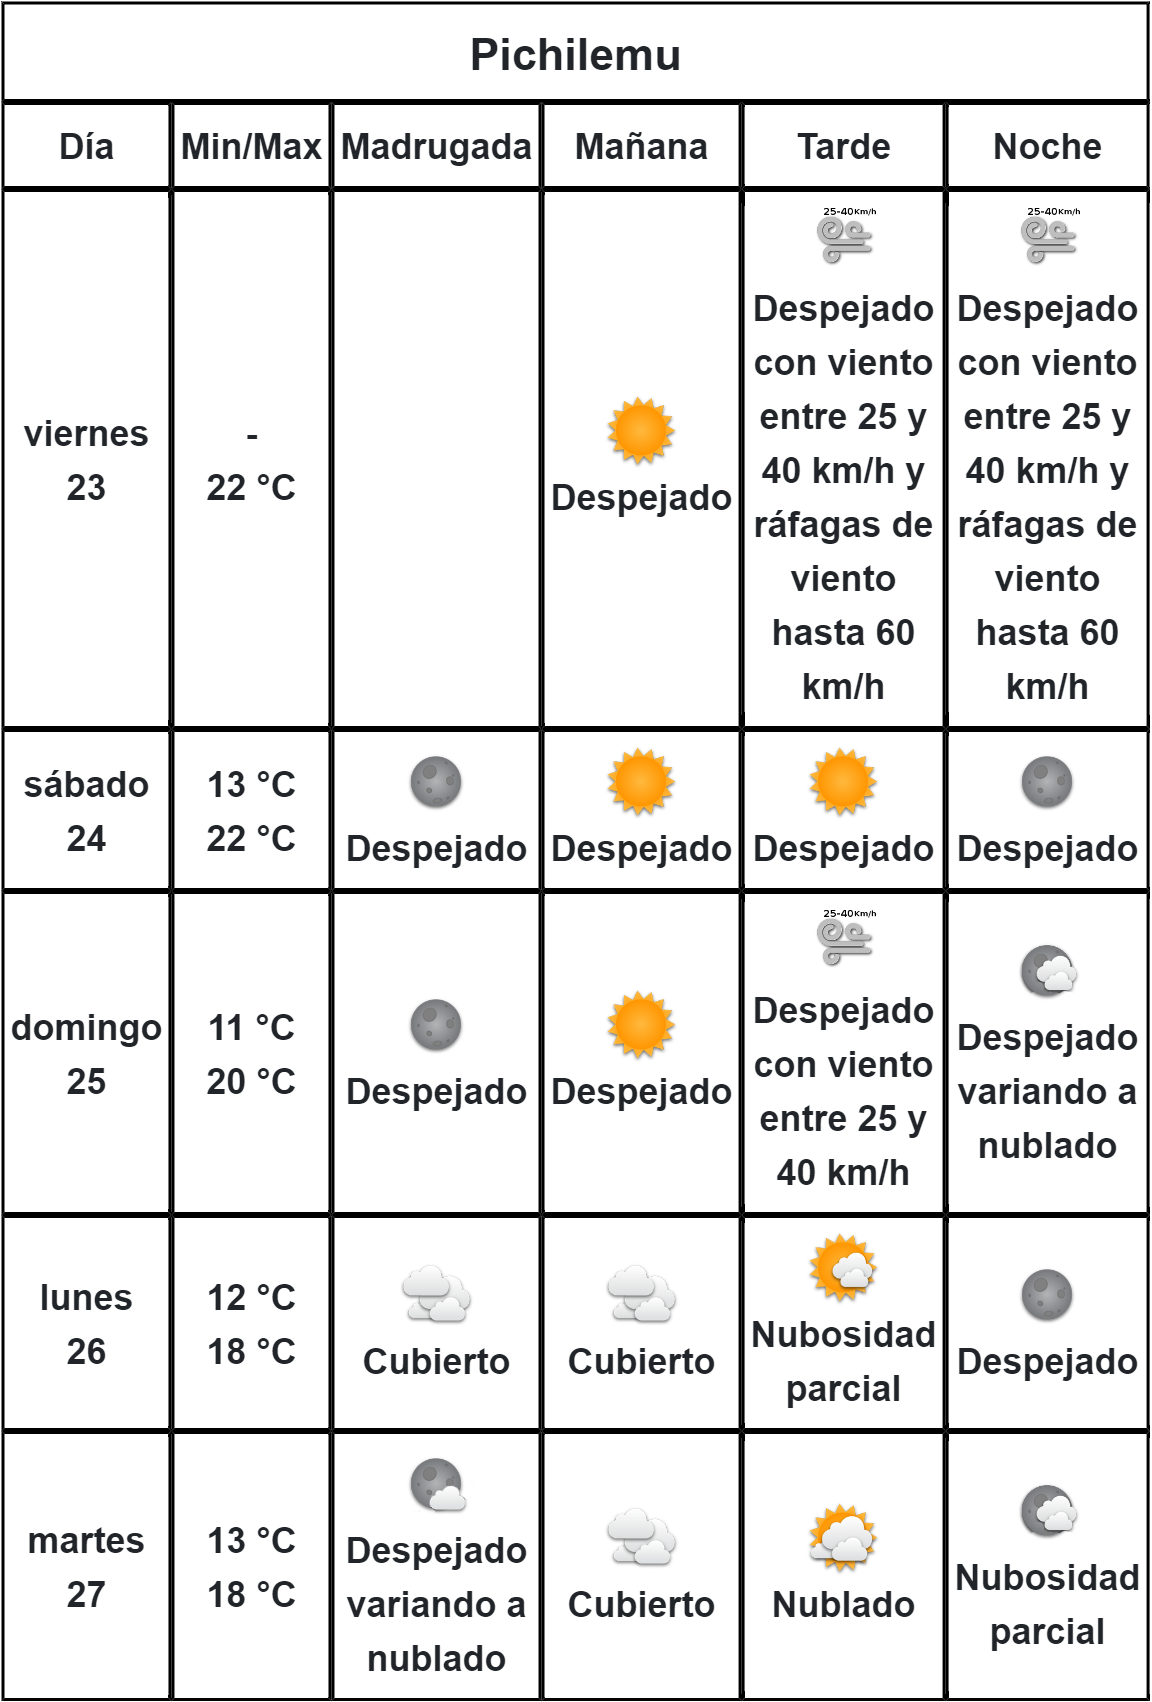 Pichilemu
Día Min/Max Madrugada Mañana Tarde Noche
viernes
23
-
22 °C
Despejado
25-40Km/h
Despejado
con viento
entre 25 y
40 km/h y
ráfagas de
viento
hasta 60
km/h
25-40Km/h
Despejado
con viento
entre 25 y
40 km/h y
ráfagas de
viento
hasta 60
km/h
sábado
24
13 °C
22 °C
Despejado
Despejado
Despejado
Despejado
domingo
25
11 °C
20 °C
Despejado
Despejado
25-40Km/h
Despejado
con viento
entre 25 y
40 km/h
Despejado
variando a
nublado
lunes
26
12 °C
18 °C
Cubierto
Cubierto
Nubosidad
parcial
Despejado
martes
27
13 °C
18 °C
Despejado
variando a
nublado
Cubierto
Nublado
Nubosidad
parcial